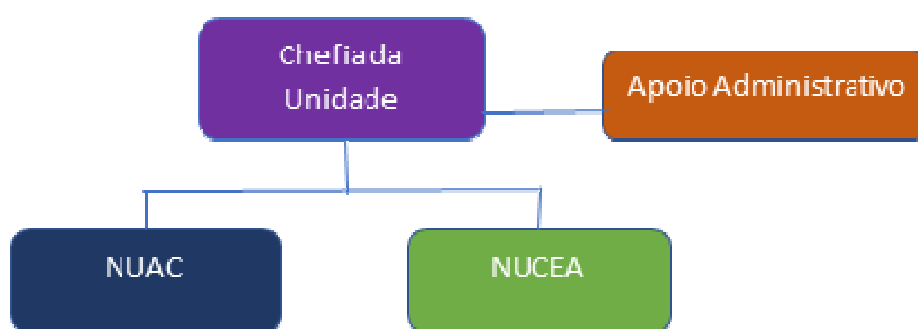 Chefia da
Unidade
Apoio Administrativo
NUAC
NUCEA